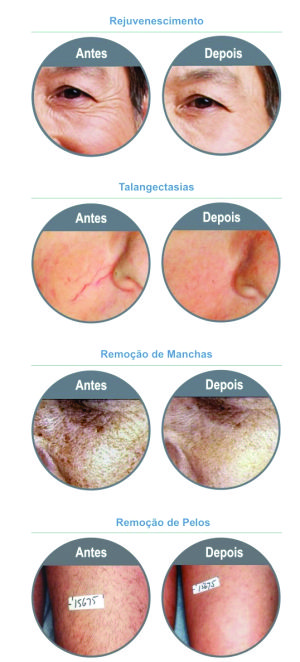 Rejuvenescimento
Antes Depois
Talangectasias
Antes Depois
Remoção de Manchas
Antes Depois
Remoção de Pelos
Antes Depois
-15675 -15675